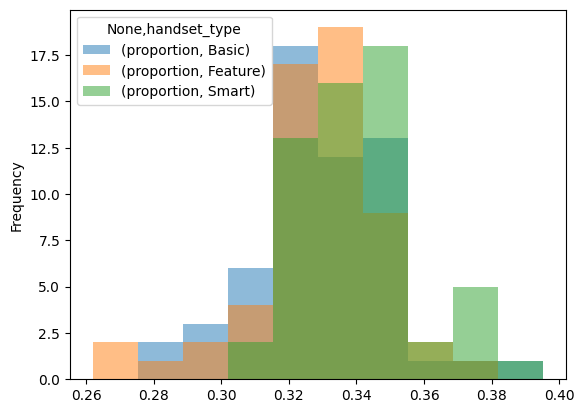 None,handset_type
(proportion, Basic)
(proportion, Feature)
(proportion, Smart)
17.5
15.0
12.5
10.0
7.5
5.0
2.5
0.0
Frequency
0.26 0.28 0.30 0.32 0.34 0.36 0.38 0.40